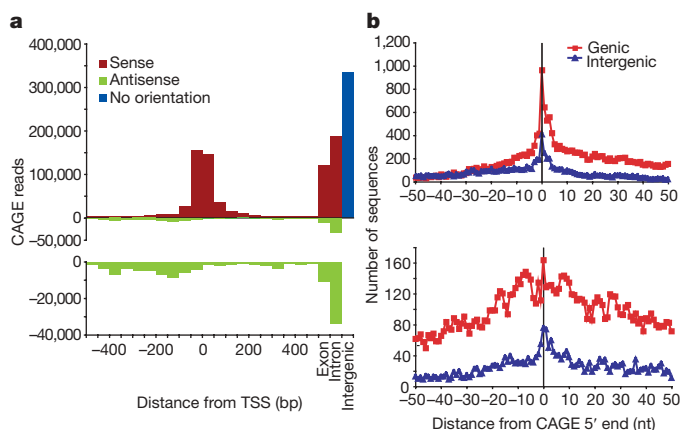 a
400,000
300,000
200,000
100,000
0
−50,000
0
−20,000
−40,000
CAGE reads
Sense
Antisense
No orientation
−400 −200 0 200 400
Exon
Intron
Intergenic
Distance from TSS (bp)
b
1,200
1,000
800
600
400
200
0
Genic
Intergenic
−50 −40 −30 −20 −10 0 10 20 30 40 50
Number of sequences
160
120
80
40
0
−50 −40 −30 −20 −10 0 10 20 30 40 50
Distance from CAGE 5′ end (nt)